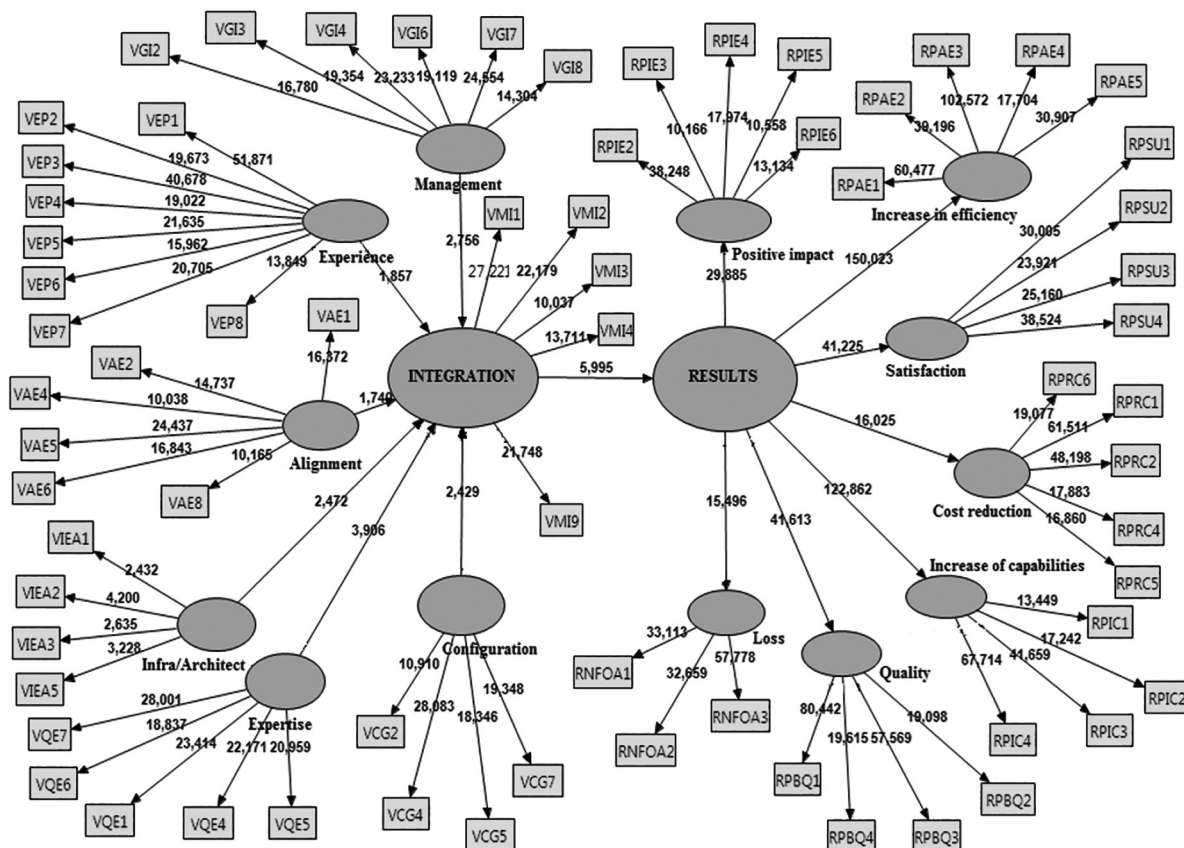 VGI2
VGI3
VGI4
VGI6
VGI7
VGI8
16,780
19,354
23,233
19,119
24,554
14,304
Management
2,756
VEP1
VEP2
VEP3
VEP4
VEP5
VEP6
VEP7
VEP8
51,871
19,673
40,678
19,022
21,635
15,962
20,705
13,849
Experience
1,857
VMI1
VMI2
VMI3
VMI4
VMI9
27,221
22,179
10,037
13,711
21,748
INTEGRATION
5,995
VAE1
VAE2
VAE4
VAE5
VAE6
VAE8
16,372
14,737
10,038
24,437
16,843
10,165
Alignment
1,740
VIEA1
VIEA2
VIEA3
VIEA5
2,432
4,200
2,635
3,228
Infra/Architect
2,472
VQE7
VQE6
VQE1
VQE4
VQE5
28,001
18,837
23,414
22,171
20,959
Expertise
3,906
VCG2
VCG4
VCG5
VCG7
10,910
28,083
18,346
19,348
Configuration
2,429
RESULTS
RPIE2
RPIE3
RPIE4
RPIE5
RPIE6
38,248
10,166
17,974
10,558
13,134
Positive impact
29,885
RPAE1
RPAE2
RPAE3
RPAE4
RPAE5
60,477
39,196
102,572
17,704
30,907
Increase in efficiency
150,023
RPSU1
RPSU2
RPSU3
RPSU4
30,005
23,921
25,160
38,524
Satisfaction
41,225
RPRC6
RPRC1
RPRC2
RPRC4
RPRC5
19,077
61,511
48,198
17,883
16,860
Cost reduction
16,025
RPIC1
RPIC2
RPIC3
RPIC4
13,449
17,242
41,659
67,714
Increase of capabilities
122,862
RPBQ1
RPBQ4
RPBQ3
RPBQ2
80,442
19,615
57,569
19,098
Quality
41,613
RNFOA1
RNFOA2
RNFOA3
33,113
32,659
57,778
Loss
15,496